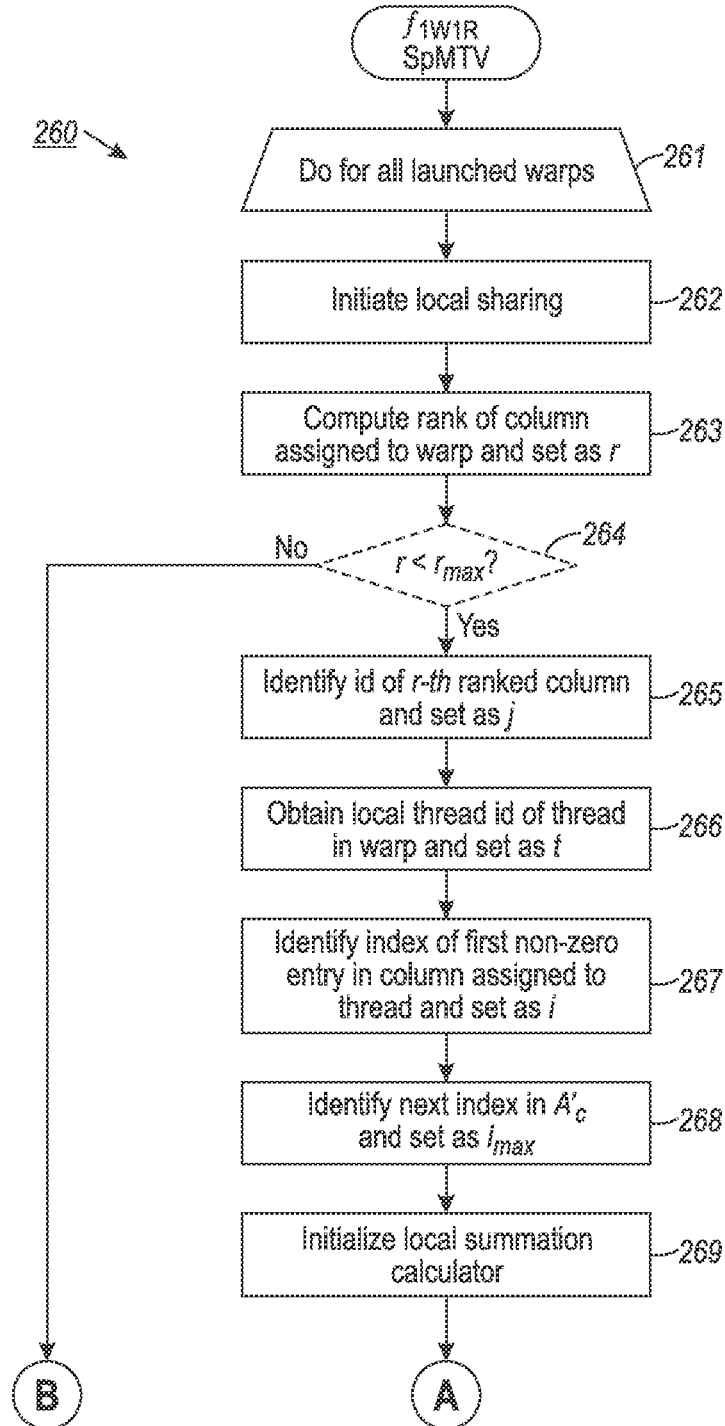 f1W1R
SpMTV
260
Do for all launched warps
261
Initiate local sharing
262
Compute rank of column
assigned to warp and set as r
263
r < rmax?
264
No
Yes
Identify id of r-th ranked column
and set as j
265
Obtain local thread id of thread
in warp and set as t
266
Identify index of first non-zero
entry in column assigned to
thread and set as i
267
Identify next index in A'c
and set as imax
268
Initialize local summation
calculator
269
B
A